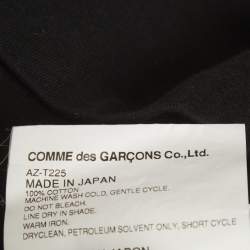 COMME des GARÇONS Co.,Ltd.
AZ-T225
MADE IN JAPAN
100% COTTON
MACHINE WASH COLD, GENTLE CYCLE.
DO NOT BLEACH.
LINE DRY IN SHADE.
WARM IRON.
DRYCLEAN, PETROLEUM SOLVENT ONLY, SHORT CYCLE